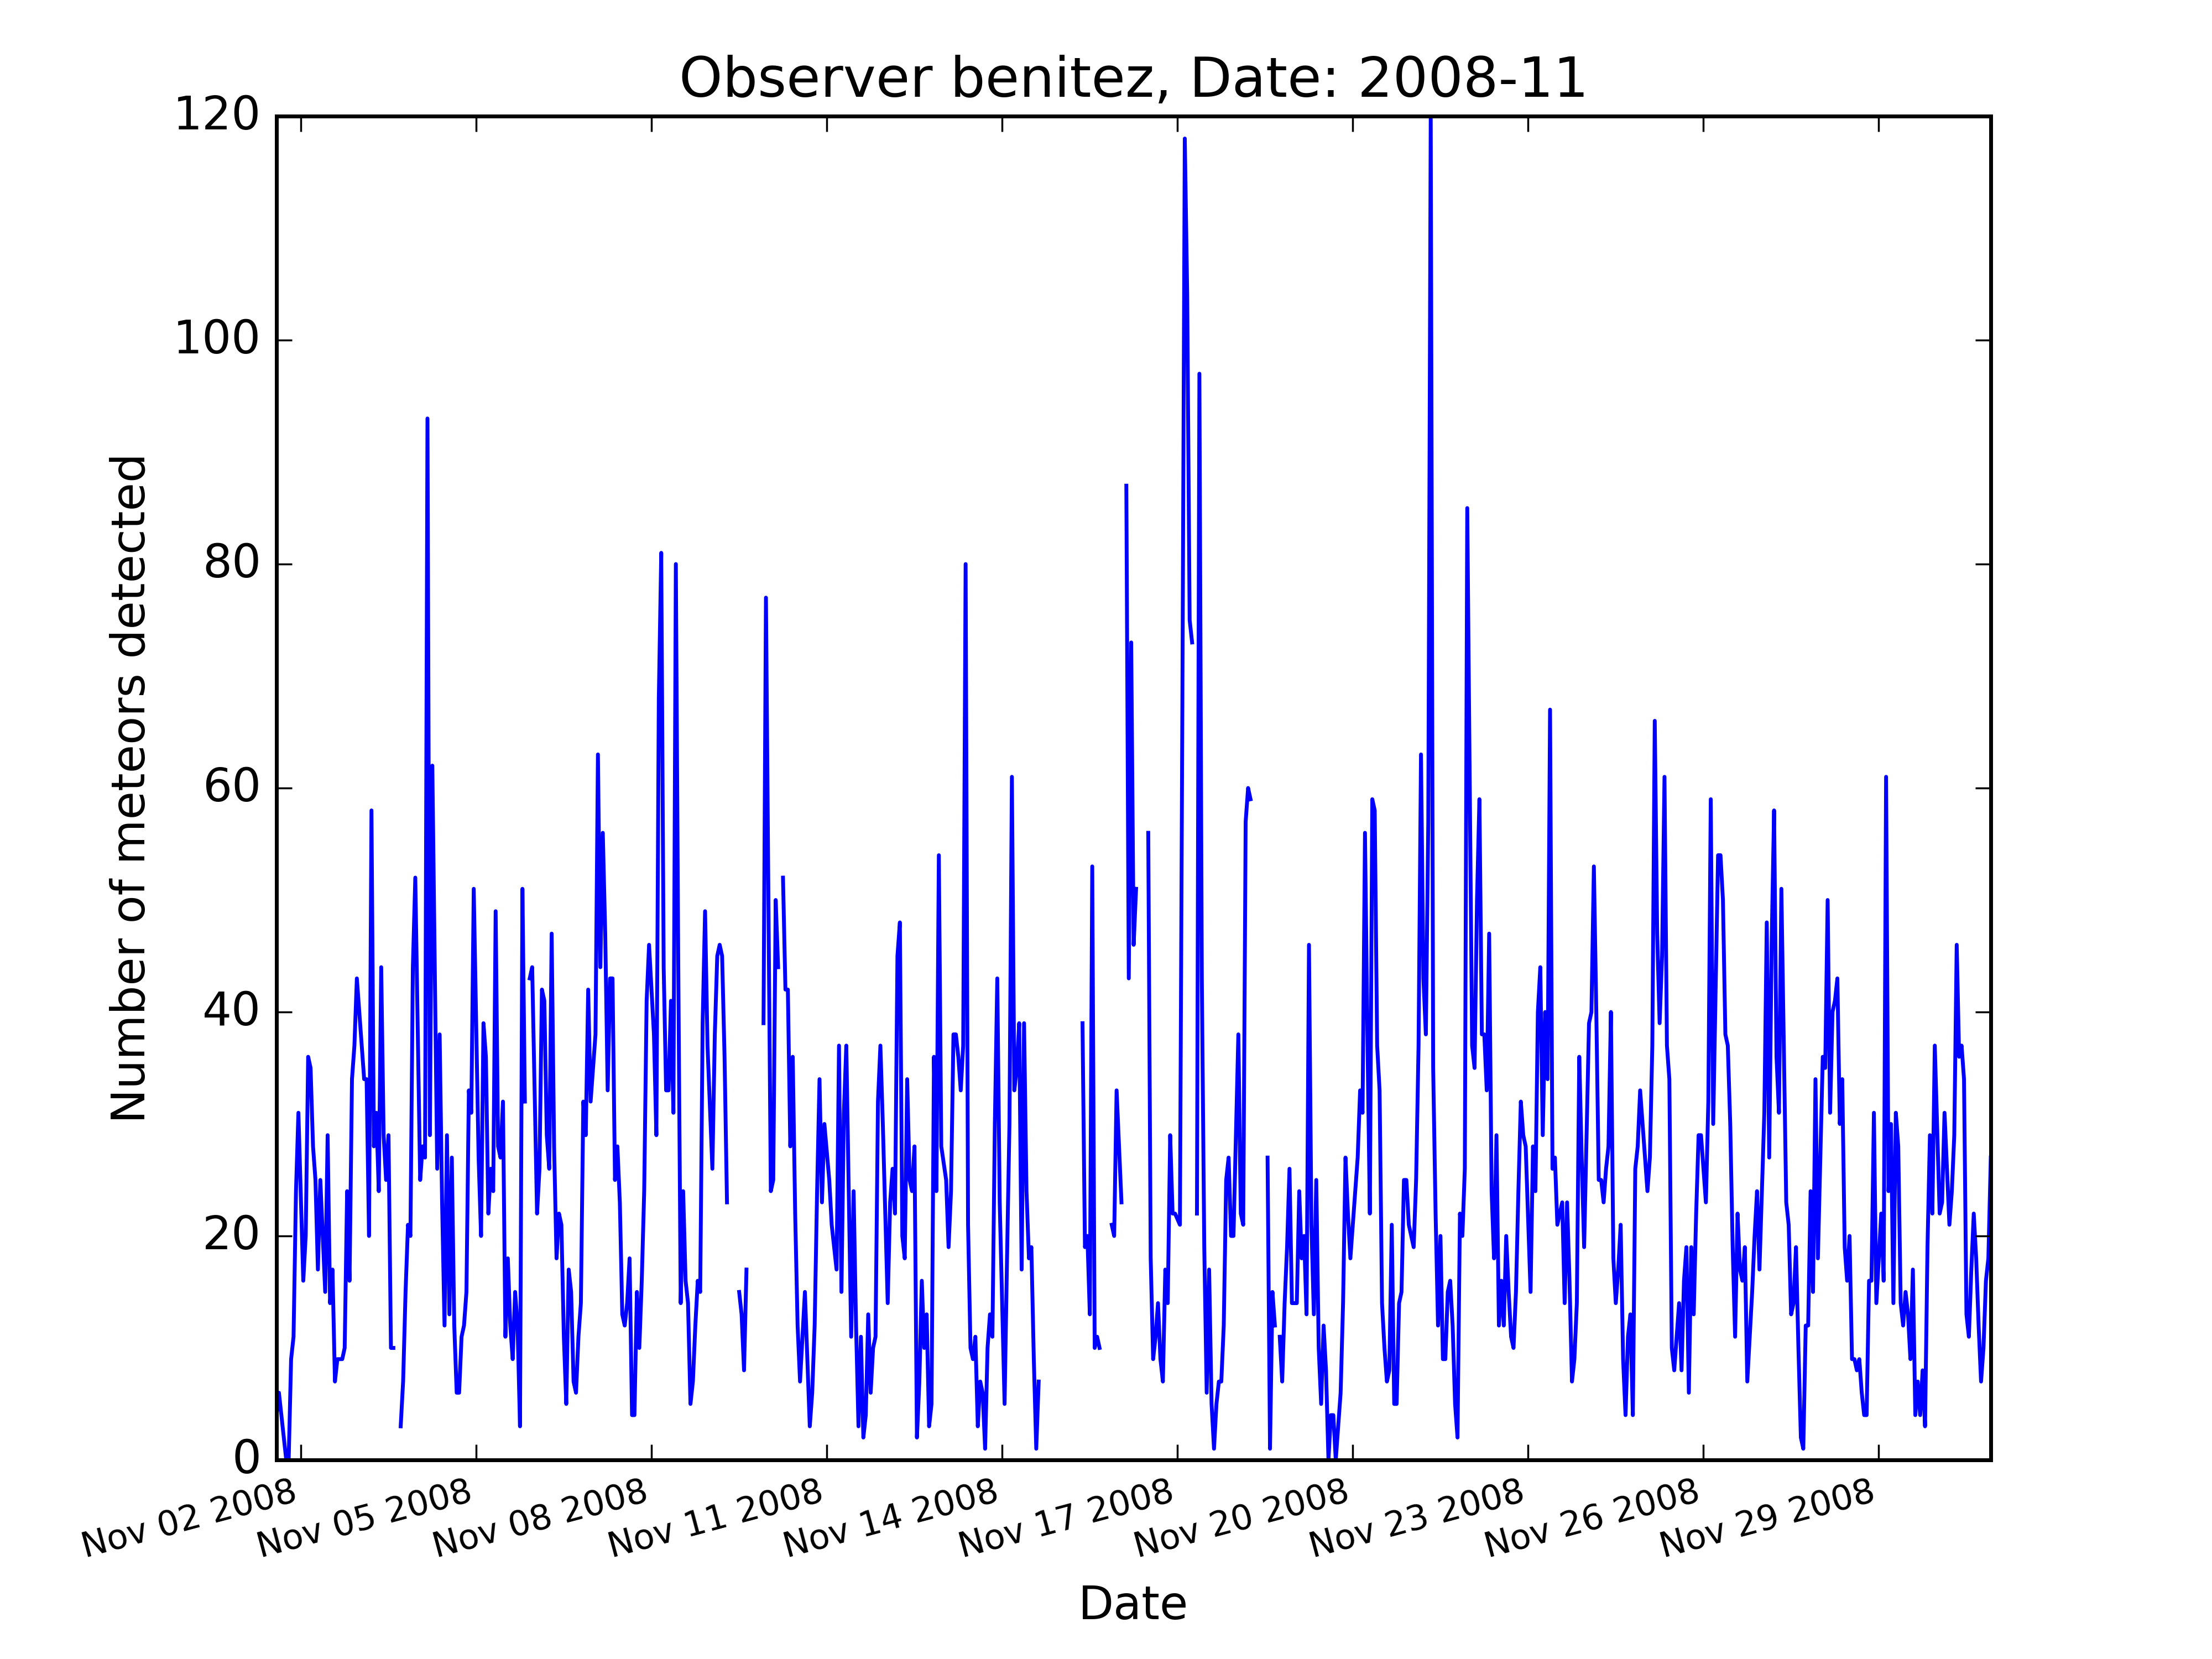 Observer benitez, Date: 2008-11
120
100
80
60
40
20
0
Number of meteors detected
Nov 02 2008
Nov 05 2008
Nov 08 2008
Nov 11 2008
Nov 14 2008
Nov 17 2008
Nov 20 2008
Nov 23 2008
Nov 26 2008
Nov 29 2008
Date